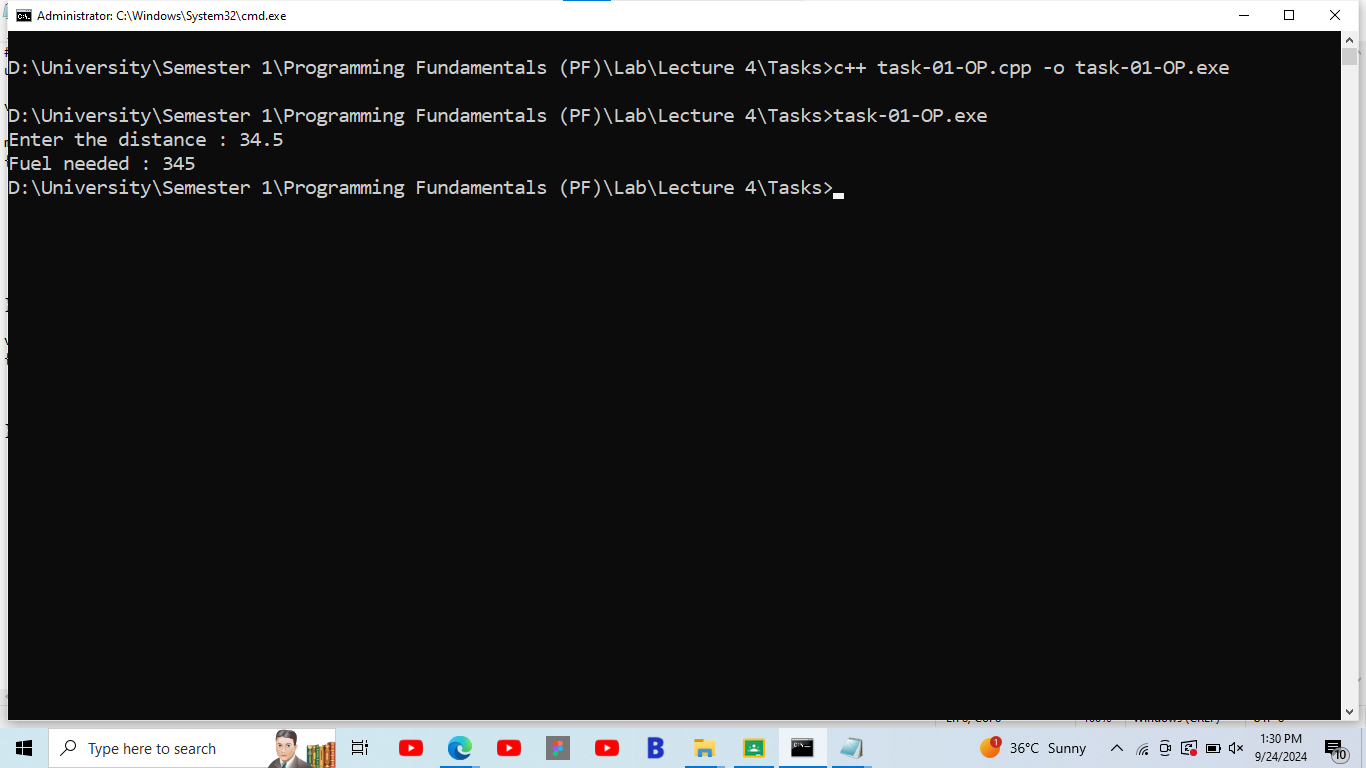 Administrator: C:\Windows\System32\cmd.exe
D:\University\Semester 1\Programming Fundamentals (PF)\Lab\Lecture 4\Tasks>c++ task-01-OP.cpp -o task-01-OP.exe
D:\University\Semester 1\Programming Fundamentals (PF)\Lab\Lecture 4\Tasks>task-01-OP.exe
Enter the distance : 34.5
Fuel needed : 345
D:\University\Semester 1\Programming Fundamentals (PF)\Lab\Lecture 4\Tasks>
Type here to search
B
36°C Sunny
1
1:30 PM
9/24/2024
10